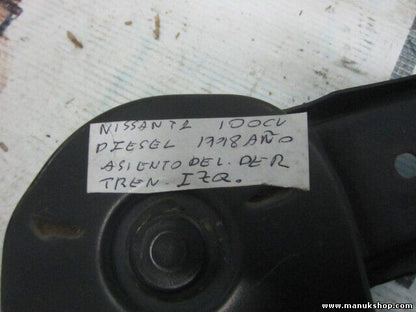 NISSAN T2 100CV
DIESEL 1998 AÑO
ASIENTO DEL. DER
TREN. IZQ.
www.manukshop.com